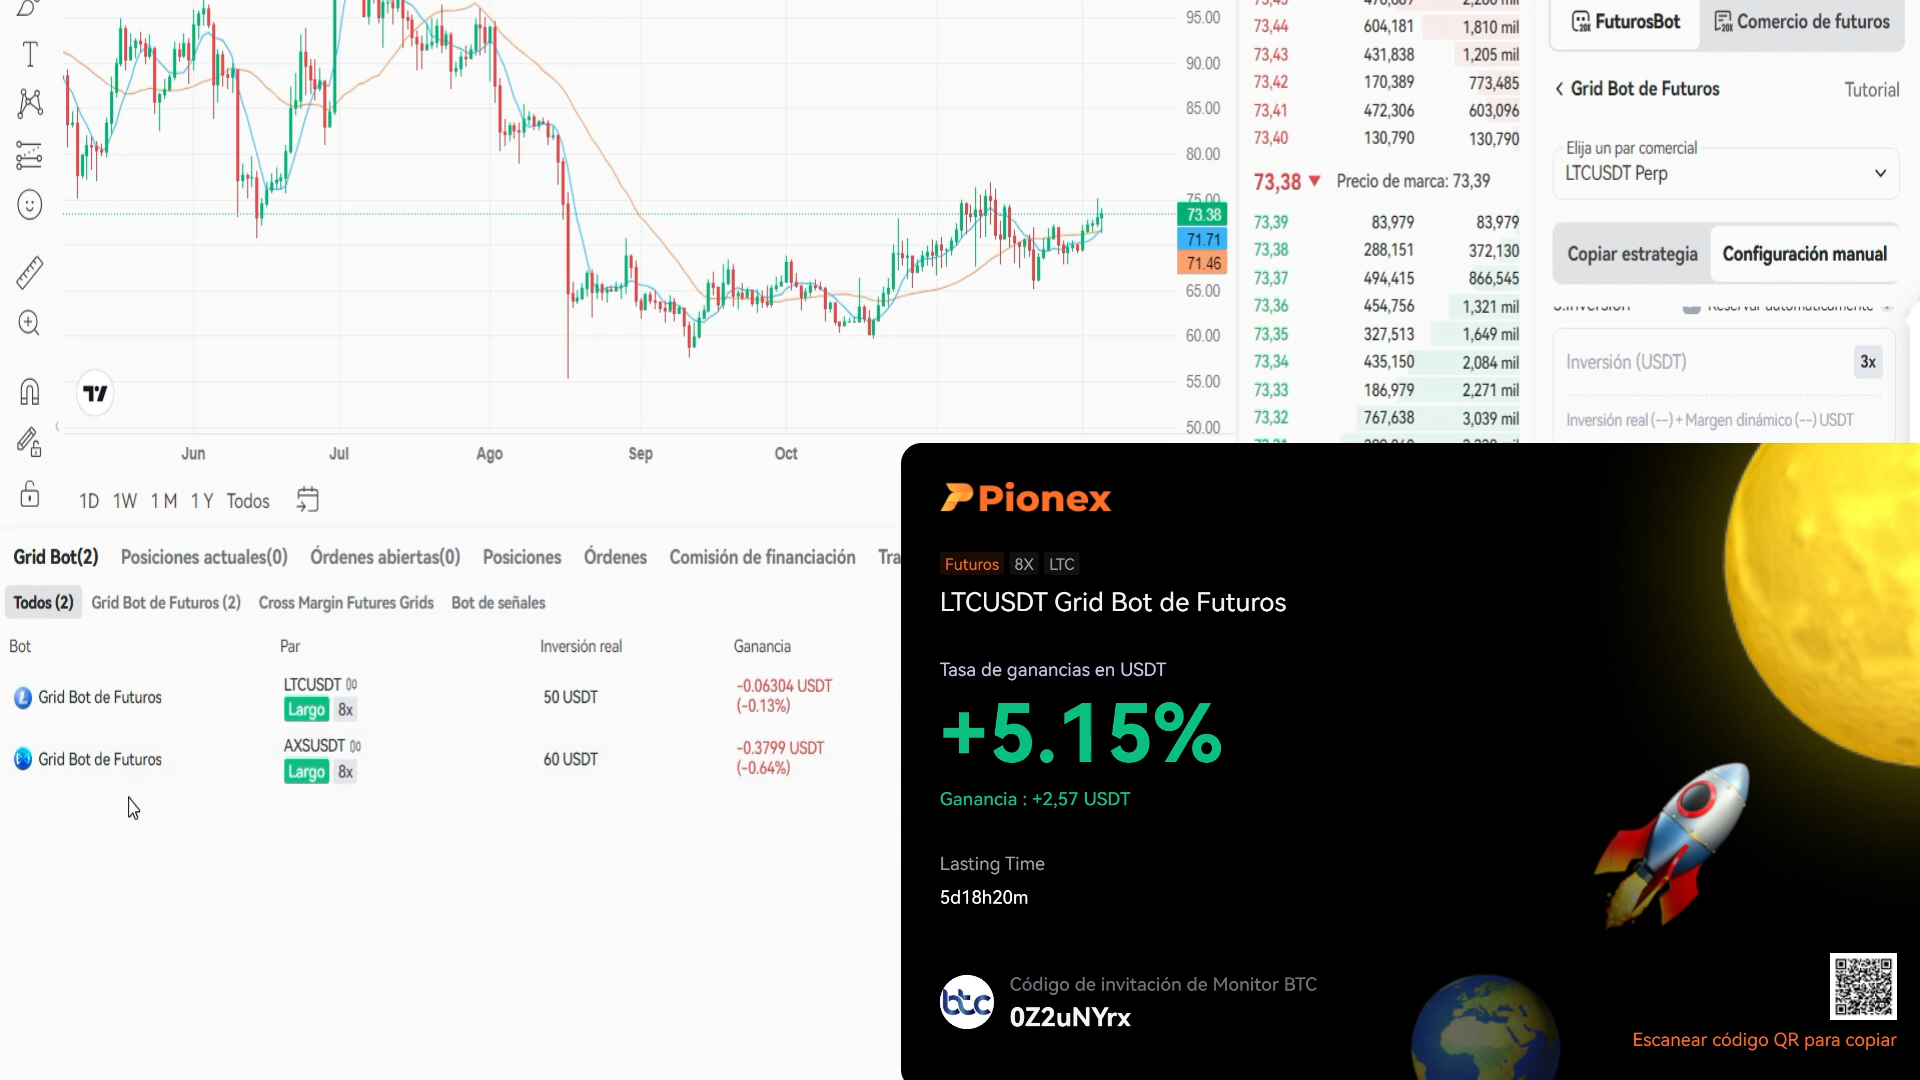 95.00
90.00
85.00
80.00
75.00
73.38
71.71
71.46
65.00
60.00
55.00
50.00
Jun Jul Ago Sep Oct
1D 1W 1 M 1 Y Todos
73,44 604,181 1,810 mil
73,43 431,838 1,205 mil
73,42 170,389 773,485
73,41 472,306 603,096
73,40 130,790 130,790
73,38 Precio de marca: 73,39
73,39 83,979 83,979
73,38 288,151 372,130
73,37 494,415 866,545
73,36 454,756 1,321 mil
73,35 327,513 1,649 mil
73,34 435,150 2,084 mil
73,33 186,979 2,271 mil
73,32 767,638 3,039 mil
20X FuturosBot
20X Comercio de futuros
Grid Bot de Futuros Tutorial
Elija un par comercial
LTCUSDT Perp
Copiar estrategia Configuración manual
Inversión (USDT) 3x
Inversión real (--) + Margen dinámico (--) USDT
Grid Bot(2) Posiciones actuales(0) Órdenes abiertas(0) Posiciones Órdenes Comisión de financiación Tra
Todos (2) Grid Bot de Futuros (2) Cross Margin Futures Grids Bot de señales
Bot Par Inversión real Ganancia
Grid Bot de Futuros LTCUSDT 50 USDT -0.06304 USDT
Largo 8x (-0.13%)
Grid Bot de Futuros AXSUSDT 60 USDT -0.3799 USDT
Largo 8x (-0.64%)
Pionex
Futuros 8X LTC
LTCUSDT Grid Bot de Futuros
Tasa de ganancias en USDT
+5.15%
Ganancia : +2,57 USDT
Lasting Time
5d18h20m
btc
Código de invitación de Monitor BTC
0Z2uNYrx
Escanear código QR para copiar